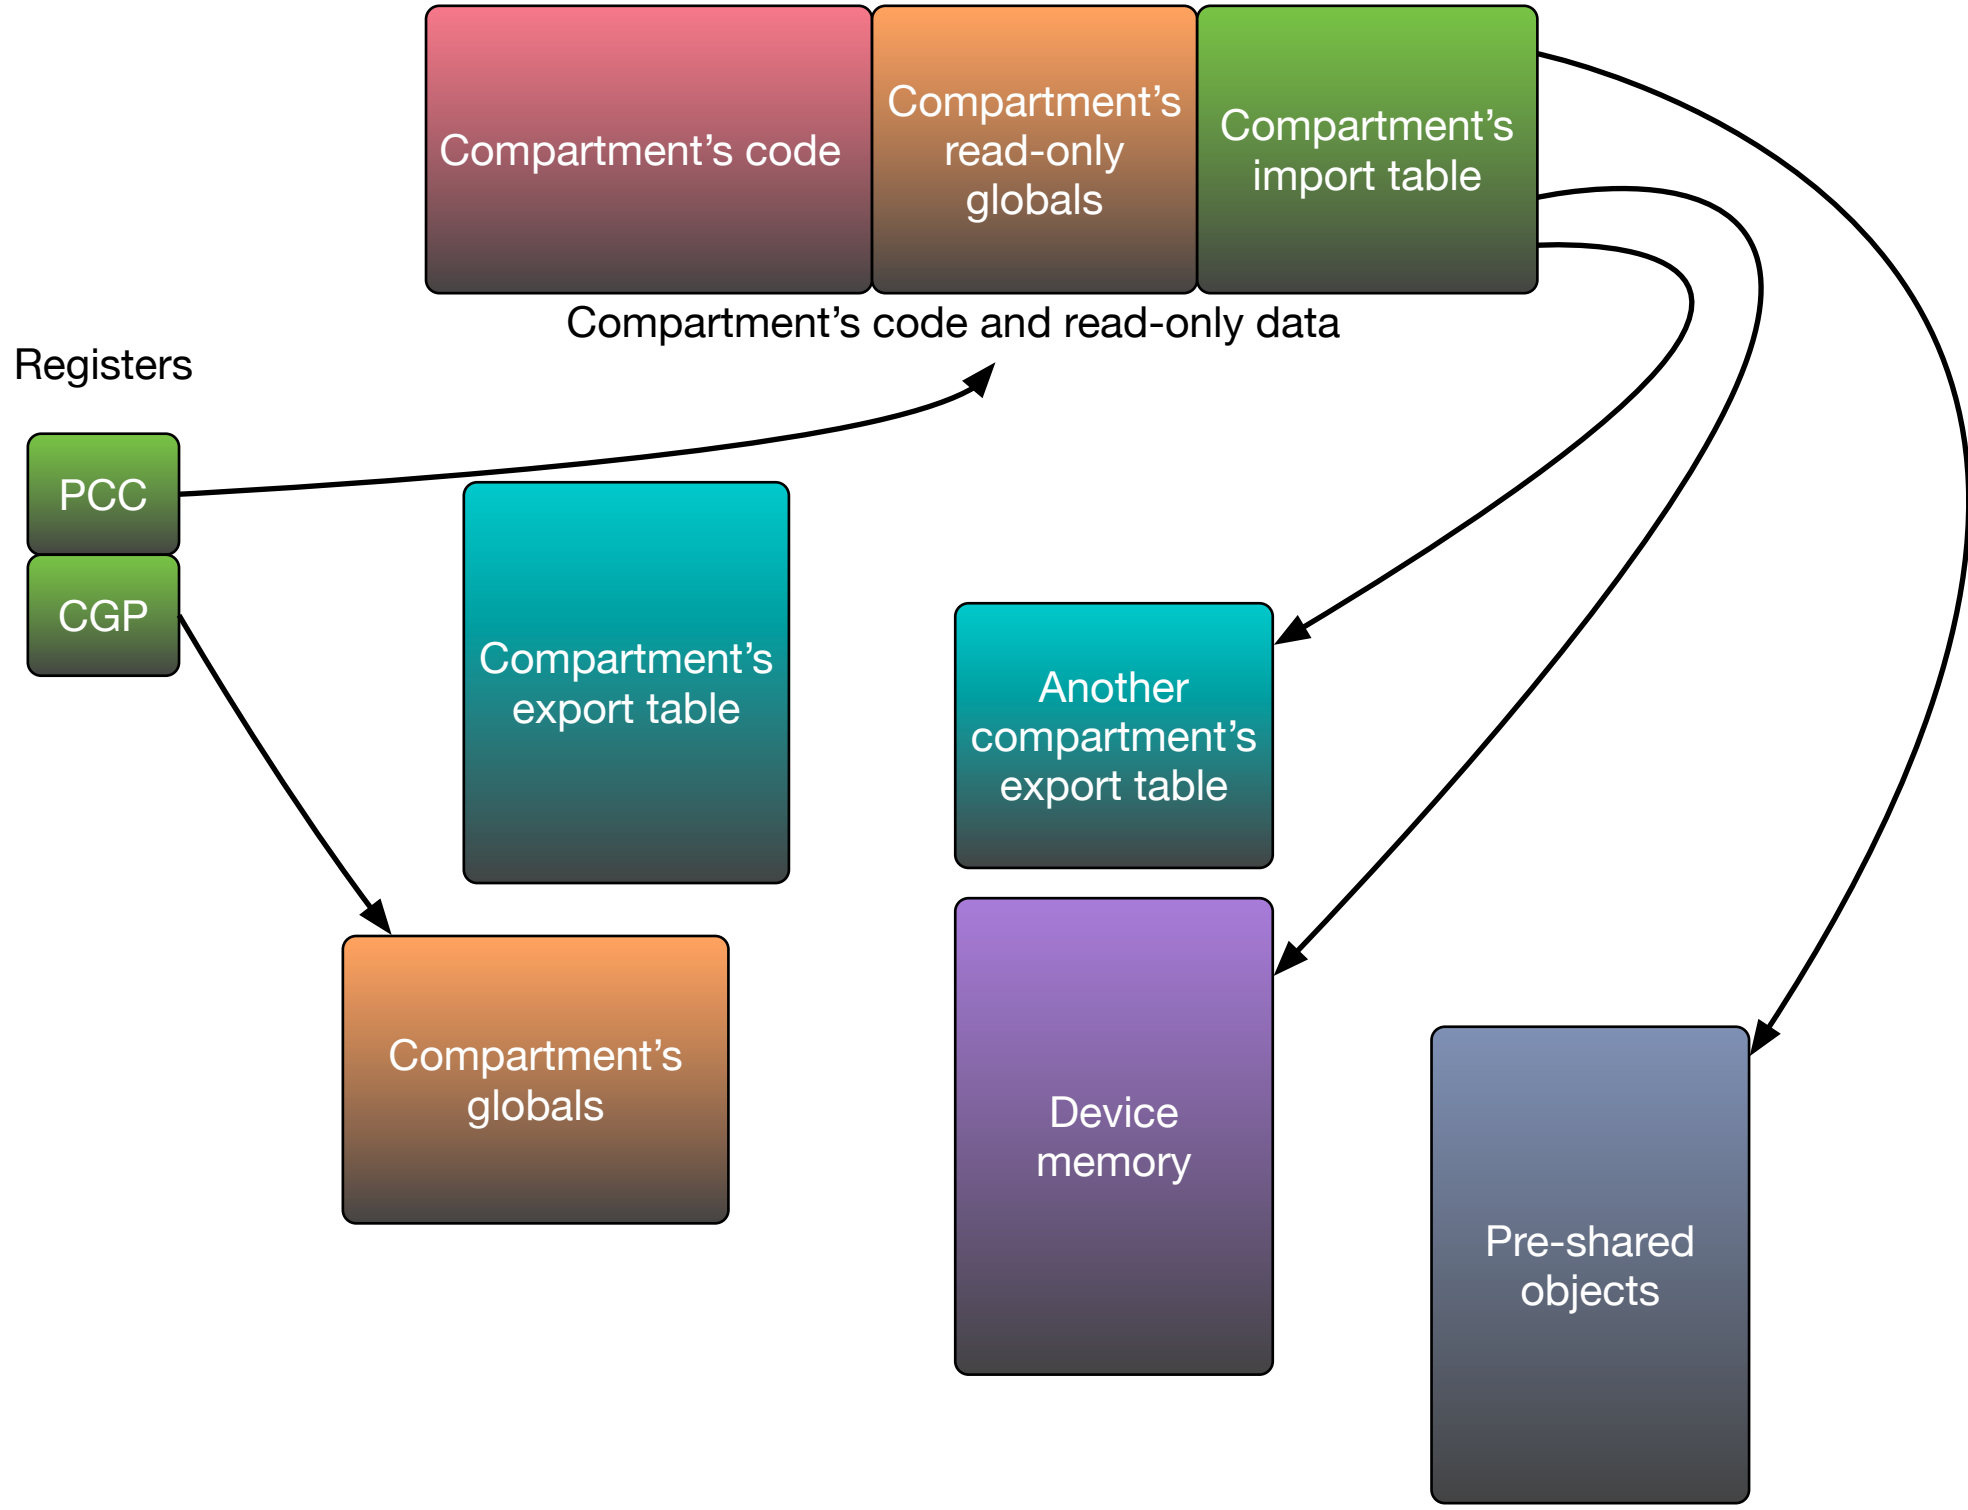 Compartment’s code
Compartment’s
read-only
globals
Compartment’s
import table
Compartment’s code and read-only data
Registers
PCC
CGP
Compartment’s
export table
Another
compartment’s
export table
Compartment’s
globals
Device
memory
Pre-shared
objects